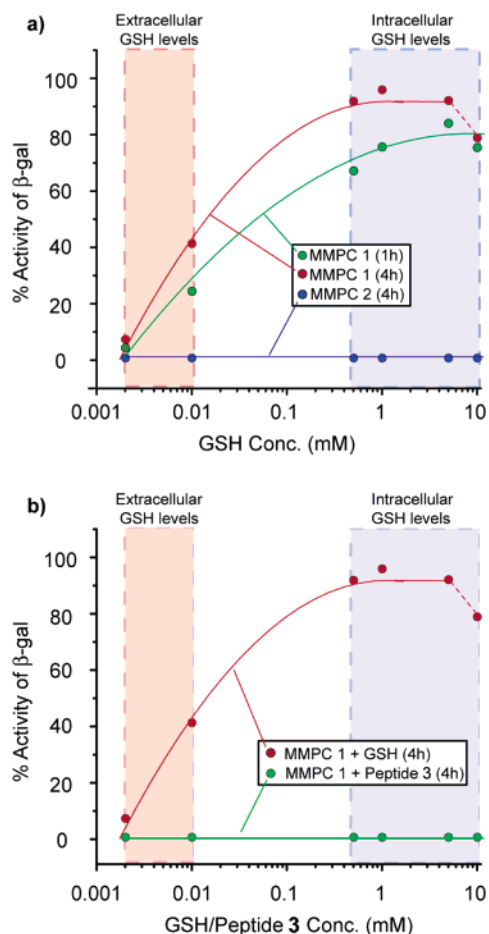 a)
Extracellular
GSH levels
Intracellular
GSH levels
% Activity of β-gal
100
80
60
40
20
0
MMPC 1 (1h)
MMPC 1 (4h)
MMPC 2 (4h)
0.001
0.01
0.1
1
10
GSH Conc. (mM)
b)
Extracellular
GSH levels
Intracellular
GSH levels
% Activity of β-gal
100
80
60
40
20
0
MMPC 1 + GSH (4h)
MMPC 1 + Peptide 3 (4h)
0.001
0.01
0.1
1
10
GSH/Peptide 3 Conc. (mM)